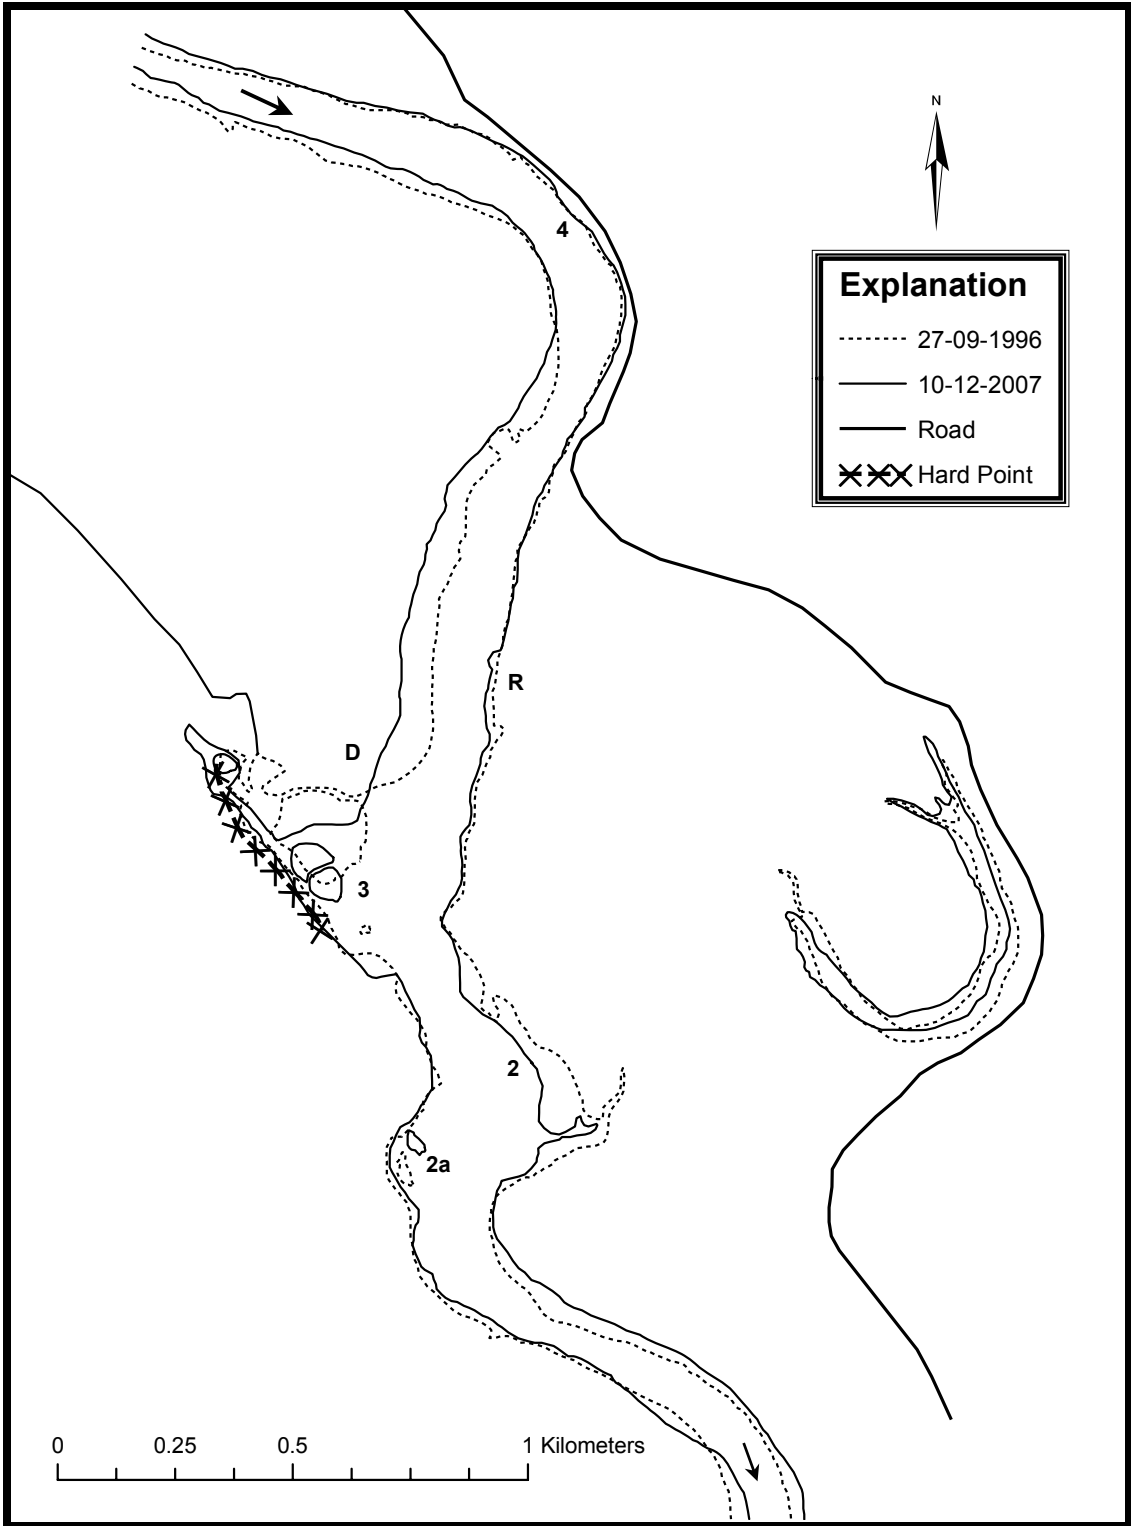 N
4
Explanation
27-09-1996
10-12-2007
Road
Hard Point
R
D
3
2
2a
0 0.25 0.5 1 Kilometers